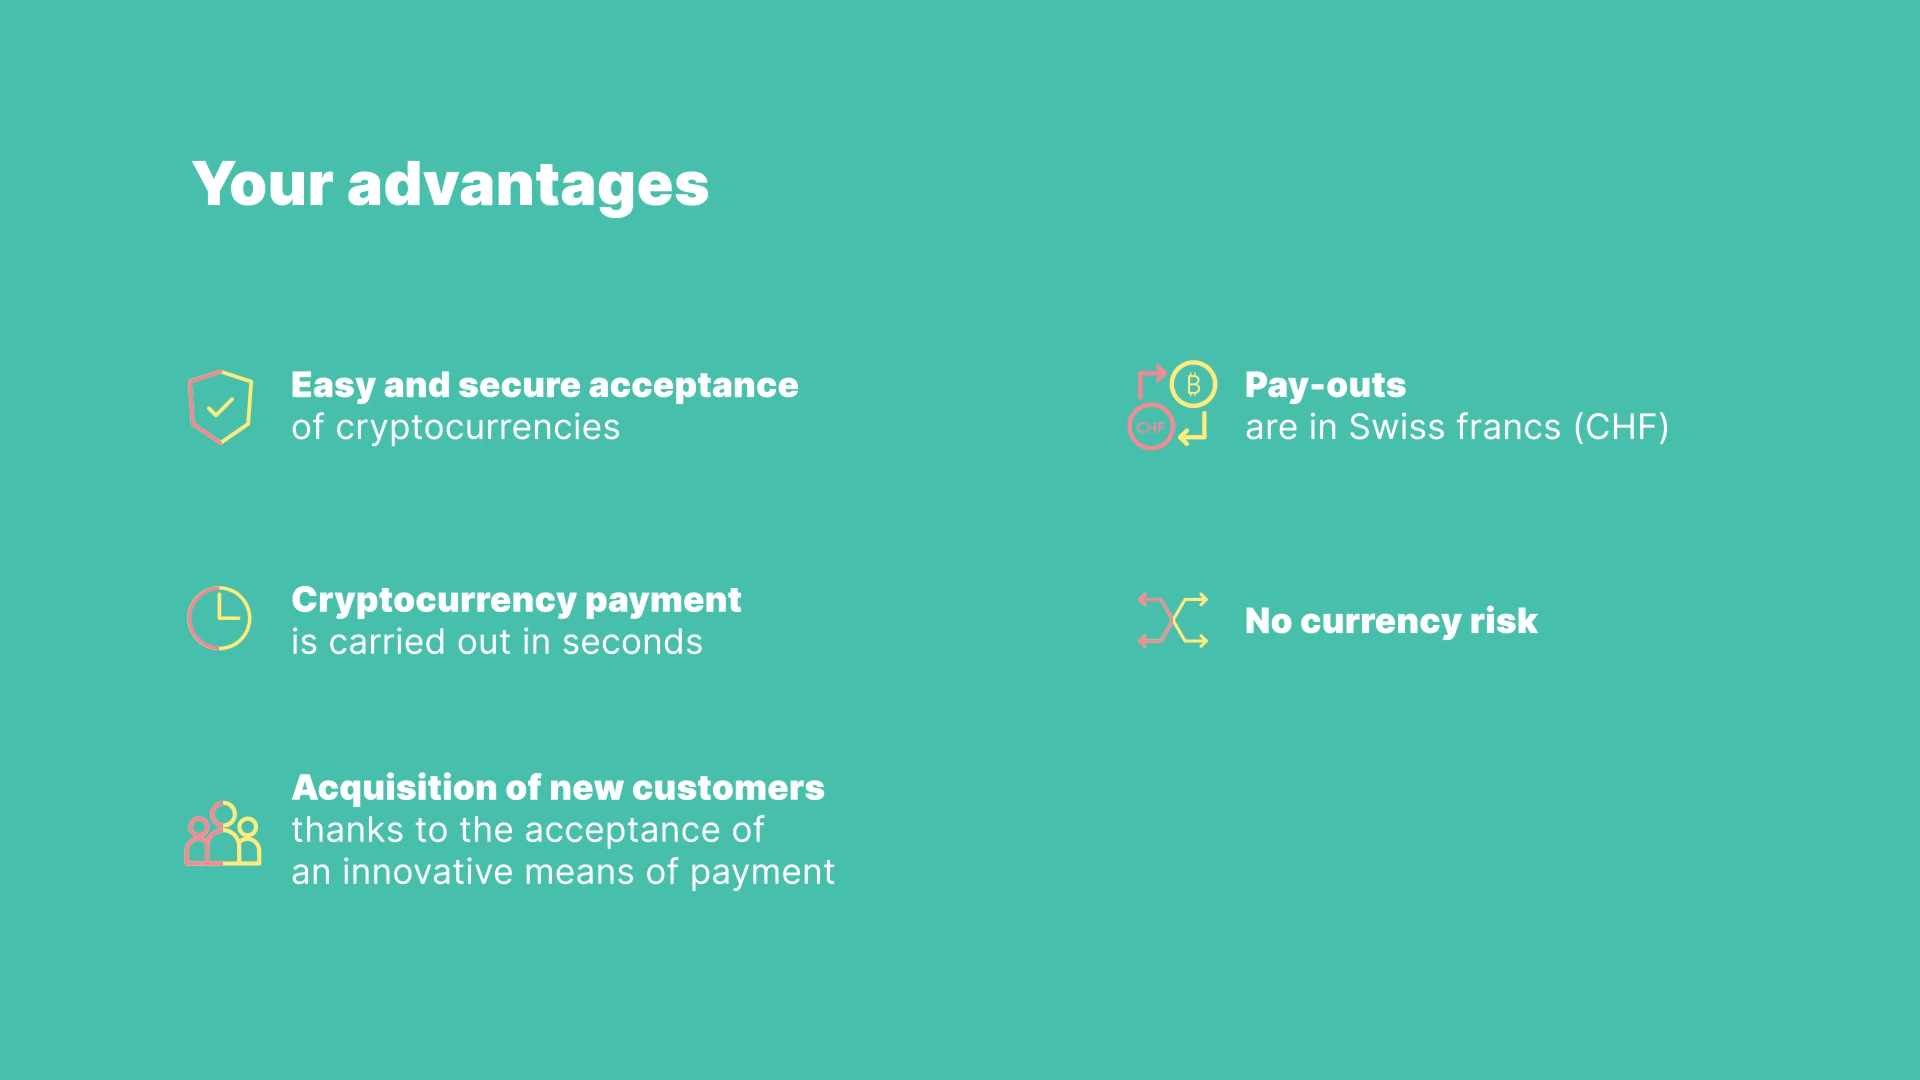 Your advantages
Easy and secure acceptance
of cryptocurrencies
Cryptocurrency payment
is carried out in seconds
Acquisition of new customers
thanks to the acceptance of
an innovative means of payment
CHF
Pay-outs
are in Swiss francs (CHF)
No currency risk